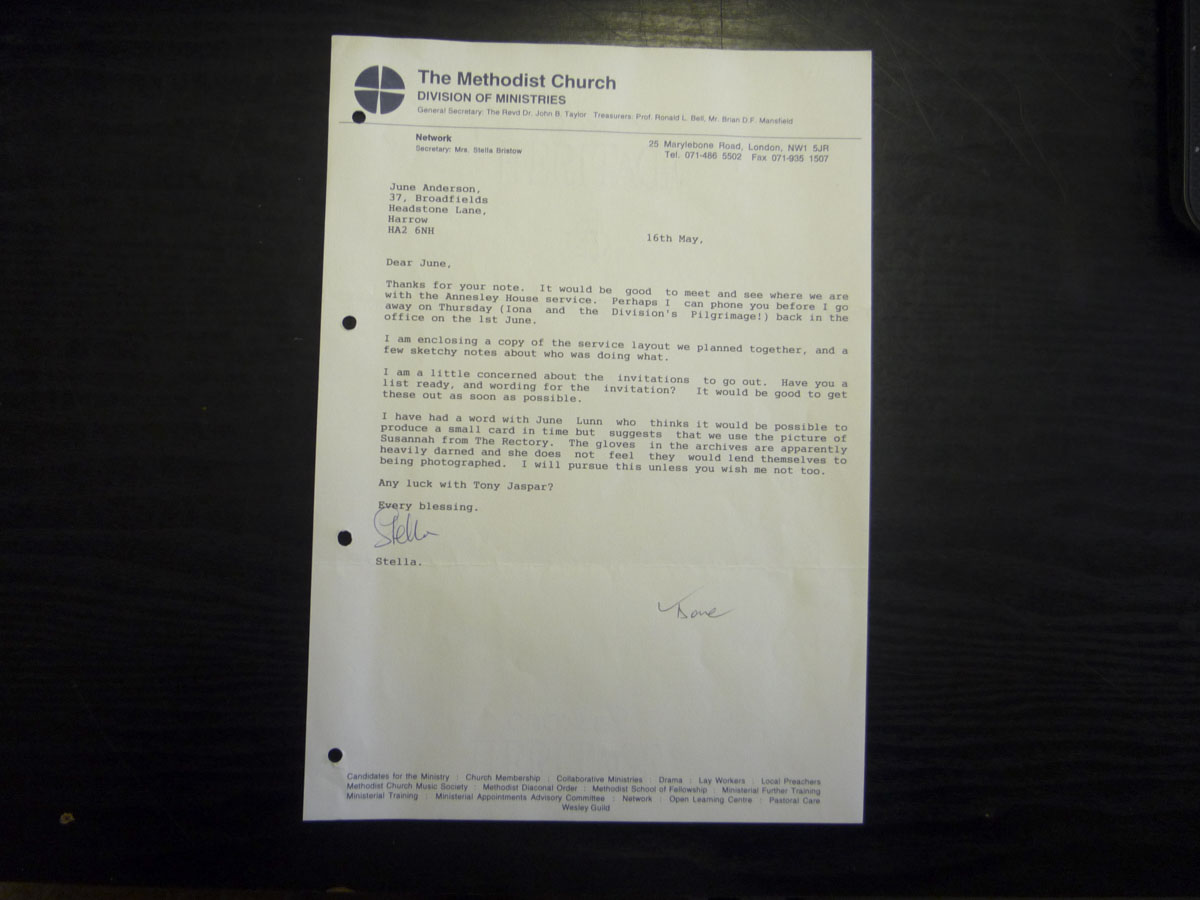 The Methodist Church
DIVISION OF MINISTRIES
General Secretary: The Revd Dr. John B. Taylor Treasurers: Prof. Ronald L. Bell, Mr. Brian D.F. Mansfield
Network
Secretary: Mrs. Stella Bristow
25 Marylebone Road, London, NW1 5JR
Tel. 071-486 5502 Fax 071-935 1507
June Anderson,
37, Broadfields
Headstone Lane,
Harrow
HA2 6NH
16th May,
Dear June,
Thanks for your note. It would be good to meet and see where we are
with the Annesley House service. Perhaps I can phone you before I go
away on Thursday (Iona and the Division's Pilgrimage!) back in the
office on the 1st June.
I am enclosing a copy of the service layout we planned together, and a
few sketchy notes about who was doing what.
I am a little concerned about the invitations to go out. Have you a
list ready, and wording for the invitation? It would be good to get
these out as soon as possible.
I have had a word with June Lunn who thinks it would be possible to
produce a small card in time but suggests that we use the picture of
Susannah from The Rectory. The gloves in the archives are apparently
heavily darned and she does not feel they would lend themselves to
being photographed. I will pursue this unless you wish me not too.
Any luck with Tony Jaspar?
Every blessing.
Stella
Stella.
Done
Candidates for the Ministry : Church Membership : Collaborative Ministries : Drama : Lay Workers : Local Preachers
Methodist Church Music Society : Methodist Diaconal Order : Methodist School of Fellowship : Ministerial Further Training
Ministerial Training : Ministerial Appointments Advisory Committee : Network : Open Learning Centre : Pastoral Care
Wesley Guild